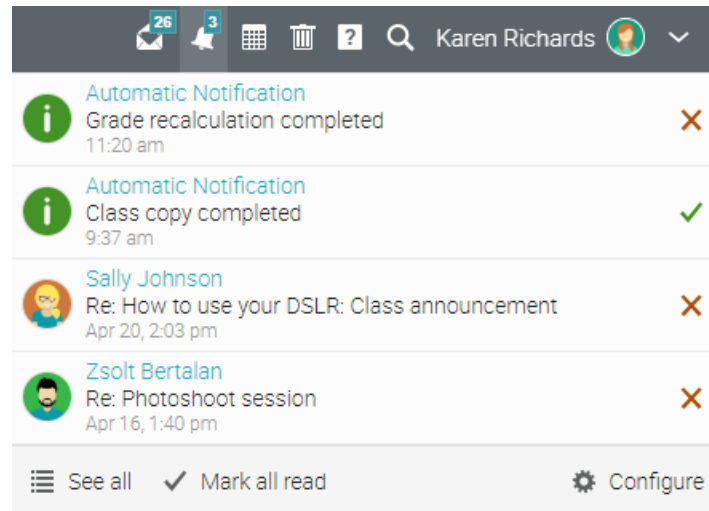 26
3
?
Karen Richards
i
Automatic Notification
Grade recalculation completed
11:20 am
i
Automatic Notification
Class copy completed
9:37 am
Sally Johnson
Re: How to use your DSLR: Class announcement
Apr 20, 2:03 pm
Zsolt Bertalan
Re: Photoshoot session
Apr 16, 1:40 pm
See all Mark all read Configure